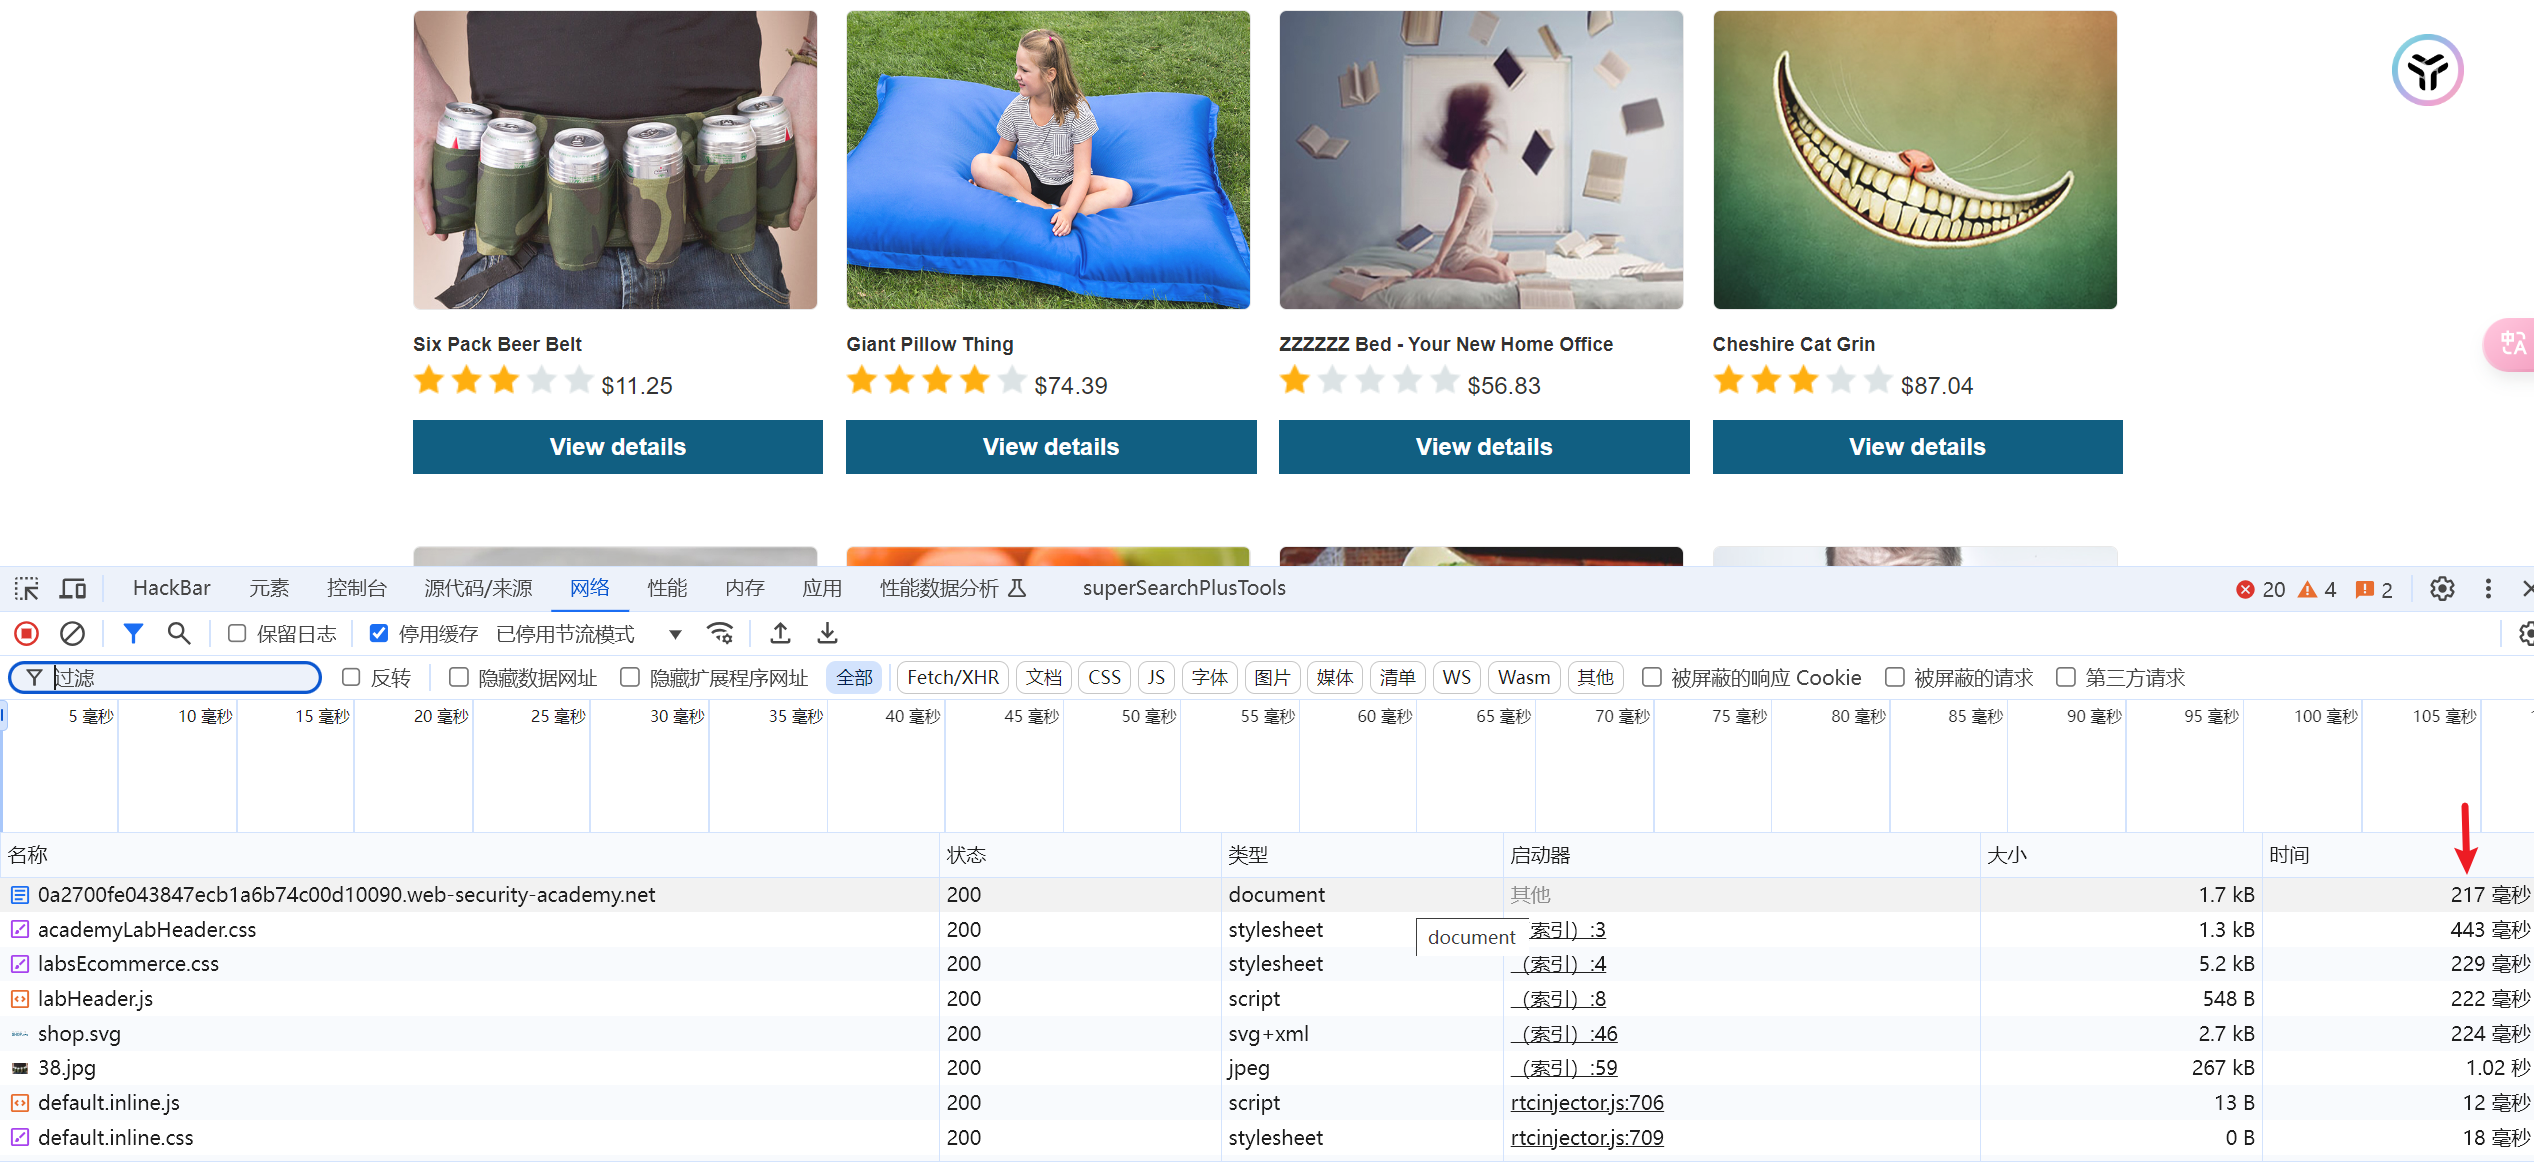 Six Pack Beer Belt
Giant Pillow Thing
ZZZZZZ Bed - Your New Home Office
Cheshire Cat Grin
$11.25
$74.39
$56.83
$87.04
View details
View details
View details
View details
HackBar 元素 控制台 源代码/来源 网络 性能 内存 应用 性能数据分析 superSearchPlusTools 20 4 2
保留日志 停用缓存 已停用节流模式
过滤 反转 隐藏数据网址 隐藏扩展程序网址 全部 Fetch/XHR 文档 CSS JS 字体 图片 媒体 清单 WS Wasm 其他 被屏蔽的响应 Cookie 被屏蔽的请求 第三方请求
5 毫秒 10 毫秒 15 毫秒 20 毫秒 25 毫秒 30 毫秒 35 毫秒 40 毫秒 45 毫秒 50 毫秒 55 毫秒 60 毫秒 65 毫秒 70 毫秒 75 毫秒 80 毫秒 85 毫秒 90 毫秒 95 毫秒 100 毫秒 105 毫秒
名称 状态 类型 启动器 大小 时间
0a2700fe043847ecb1a6b74c00d10090.web-security-academy.net 200 document 其他 1.7 kB 217 毫秒
academyLabHeader.css 200 stylesheet 索引）:3 1.3 kB 443 毫秒
document
labsEcommerce.css 200 stylesheet （索引）:4 5.2 kB 229 毫秒
labHeader.js 200 script （索引）:8 548 B 222 毫秒
shop.svg 200 svg+xml （索引）:46 2.7 kB 224 毫秒
38.jpg 200 jpeg （索引）:59 267 kB 1.02 秒
default.inline.js 200 script rtcinjector.js:706 13 B 12 毫秒
default.inline.css 200 stylesheet rtcinjector.js:709 0 B 18 毫秒